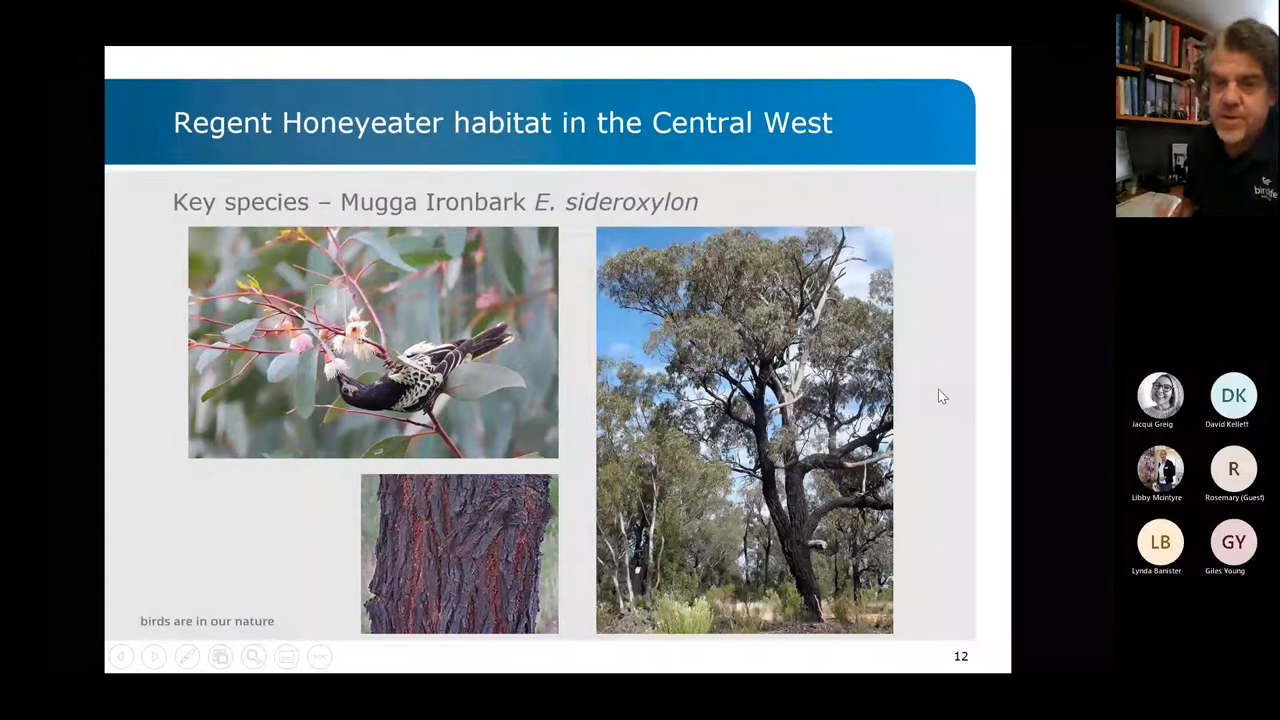 Regent Honeyeater habitat in the Central West
Key species – Mugga Ironbark E. sideroxylon
birds are in our nature
12
Jacqui Greig
DK
David Kellett
Libby Mcintyre
R
Rosemary (Guest)
LB
Lynda Banister
GY
Giles Young